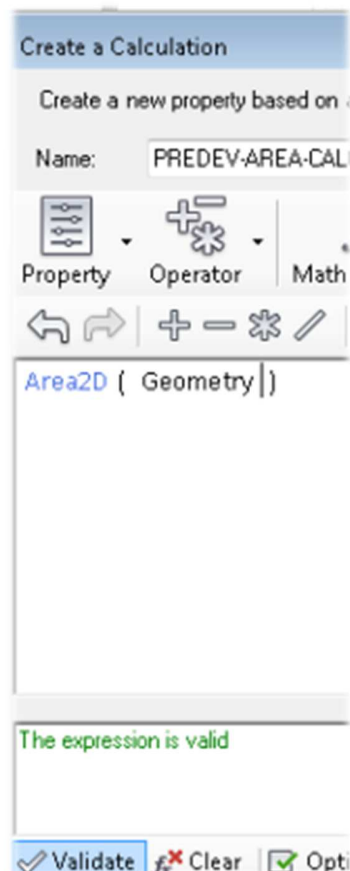 Create a Calculation
Create a new property based on
Name: PREDEV-AREA-CAL
Property Operator Math
Area2D ( Geometry )
The expression is valid
Validate Clear Opti